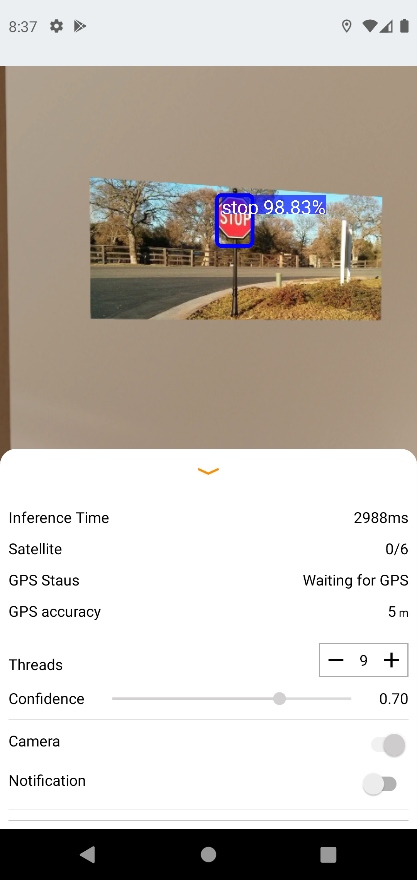 8:37
stop 98.83%
STOP
Inference Time 2988ms
Satellite 0/6
GPS Staus Waiting for GPS
GPS accuracy 5 m
Threads 9
Confidence 0.70
Camera
Notification